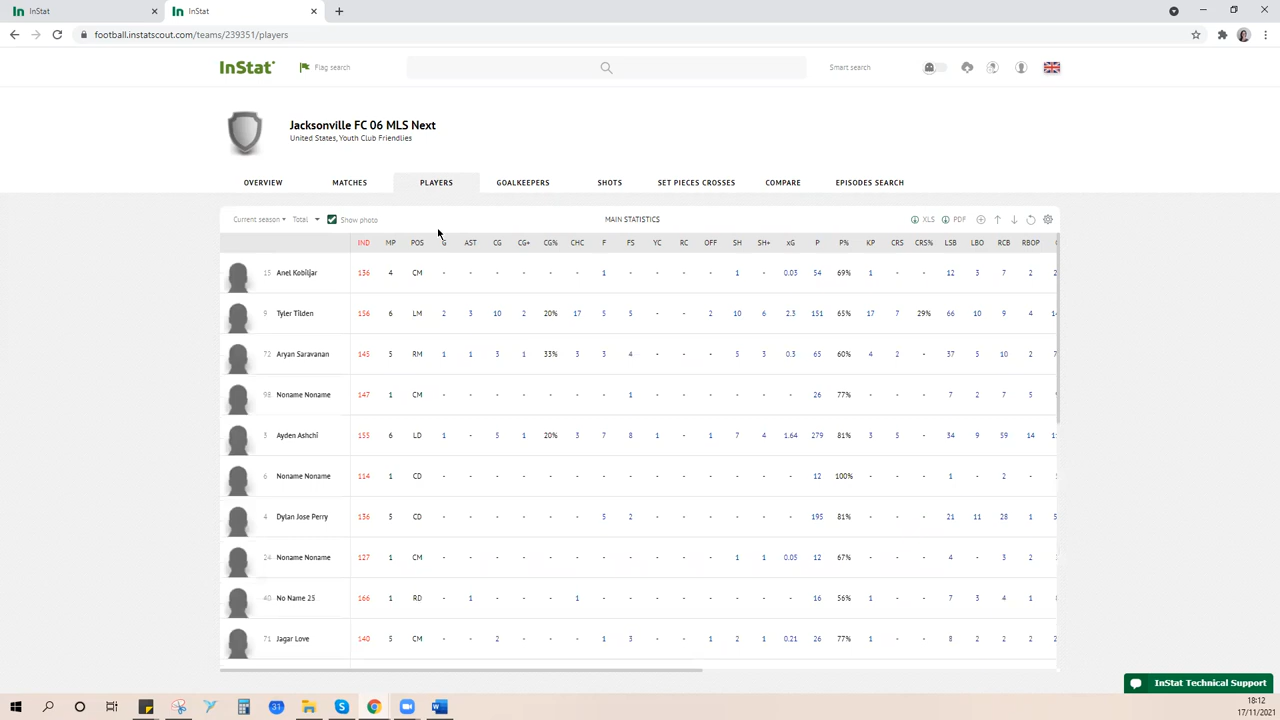 InStat
InStat
football.instatscout.com/teams/239351/players
InStat
Flag search
Smart search
Jacksonville FC 06 MLS Next
United States, Youth Club Friendlies
OVERVIEW MATCHES PLAYERS GOALKEEPERS SHOTS SET PIECES CROSSES COMPARE EPISODES SEARCH
Current season Total Show photo MAIN STATISTICS XLS PDF
IND MP POS G AST CG CG+ CG% CHC F FS YC RC OFF SH SH+ xG P P% KP CRS CRS% LSB LBO RCB RBOP
Anel Kobiljar 136 4 CM - - - - - - 1 - - - - 1 - 0.03 54 69% 1 - - 12 3 7 2
9 Tyler Tilden 156 6 LM 2 3 10 2 20% 17 5 5 - - 2 10 6 2.3 151 65% 17 7 29% 66 10 9 4
72 Aryan Saravanan 145 5 RM 1 1 3 1 33% 3 3 4 - - - 5 3 0.3 65 60% 4 2 - 37 5 10 2
98 Noname Noname 147 1 CM - - - - - - - 1 - - - - - - 26 77% - - - 7 2 7 5
Ayden Ashchi 155 6 LD 1 - 5 1 20% 3 7 8 1 - 1 7 4 1.64 279 81% 3 5 - 34 9 59 14
6 Noname Noname 114 1 CD - - - - - - - - - - - - - - 12 100% - - - 1 - 2 -
4 Dylan Jose Perry 136 5 CD - - - - - - 5 2 - - - - - - 195 81% - - - 21 11 28 1
24 Noname Noname 127 1 CM - - - - - - - - - - - 1 1 0.05 12 67% - - - 4 - 3 2
40 No Name 25 166 1 RD - 1 - - - 1 - - - - - - - - 16 56% 1 - - 7 3 4 1
71 Jagar Love 140 5 CM - - 2 - - - 1 3 - - 1 2 1 0.21 26 77% 1 - - 8 2 2 2
InStat Technical Support
18:12
17/11/2021